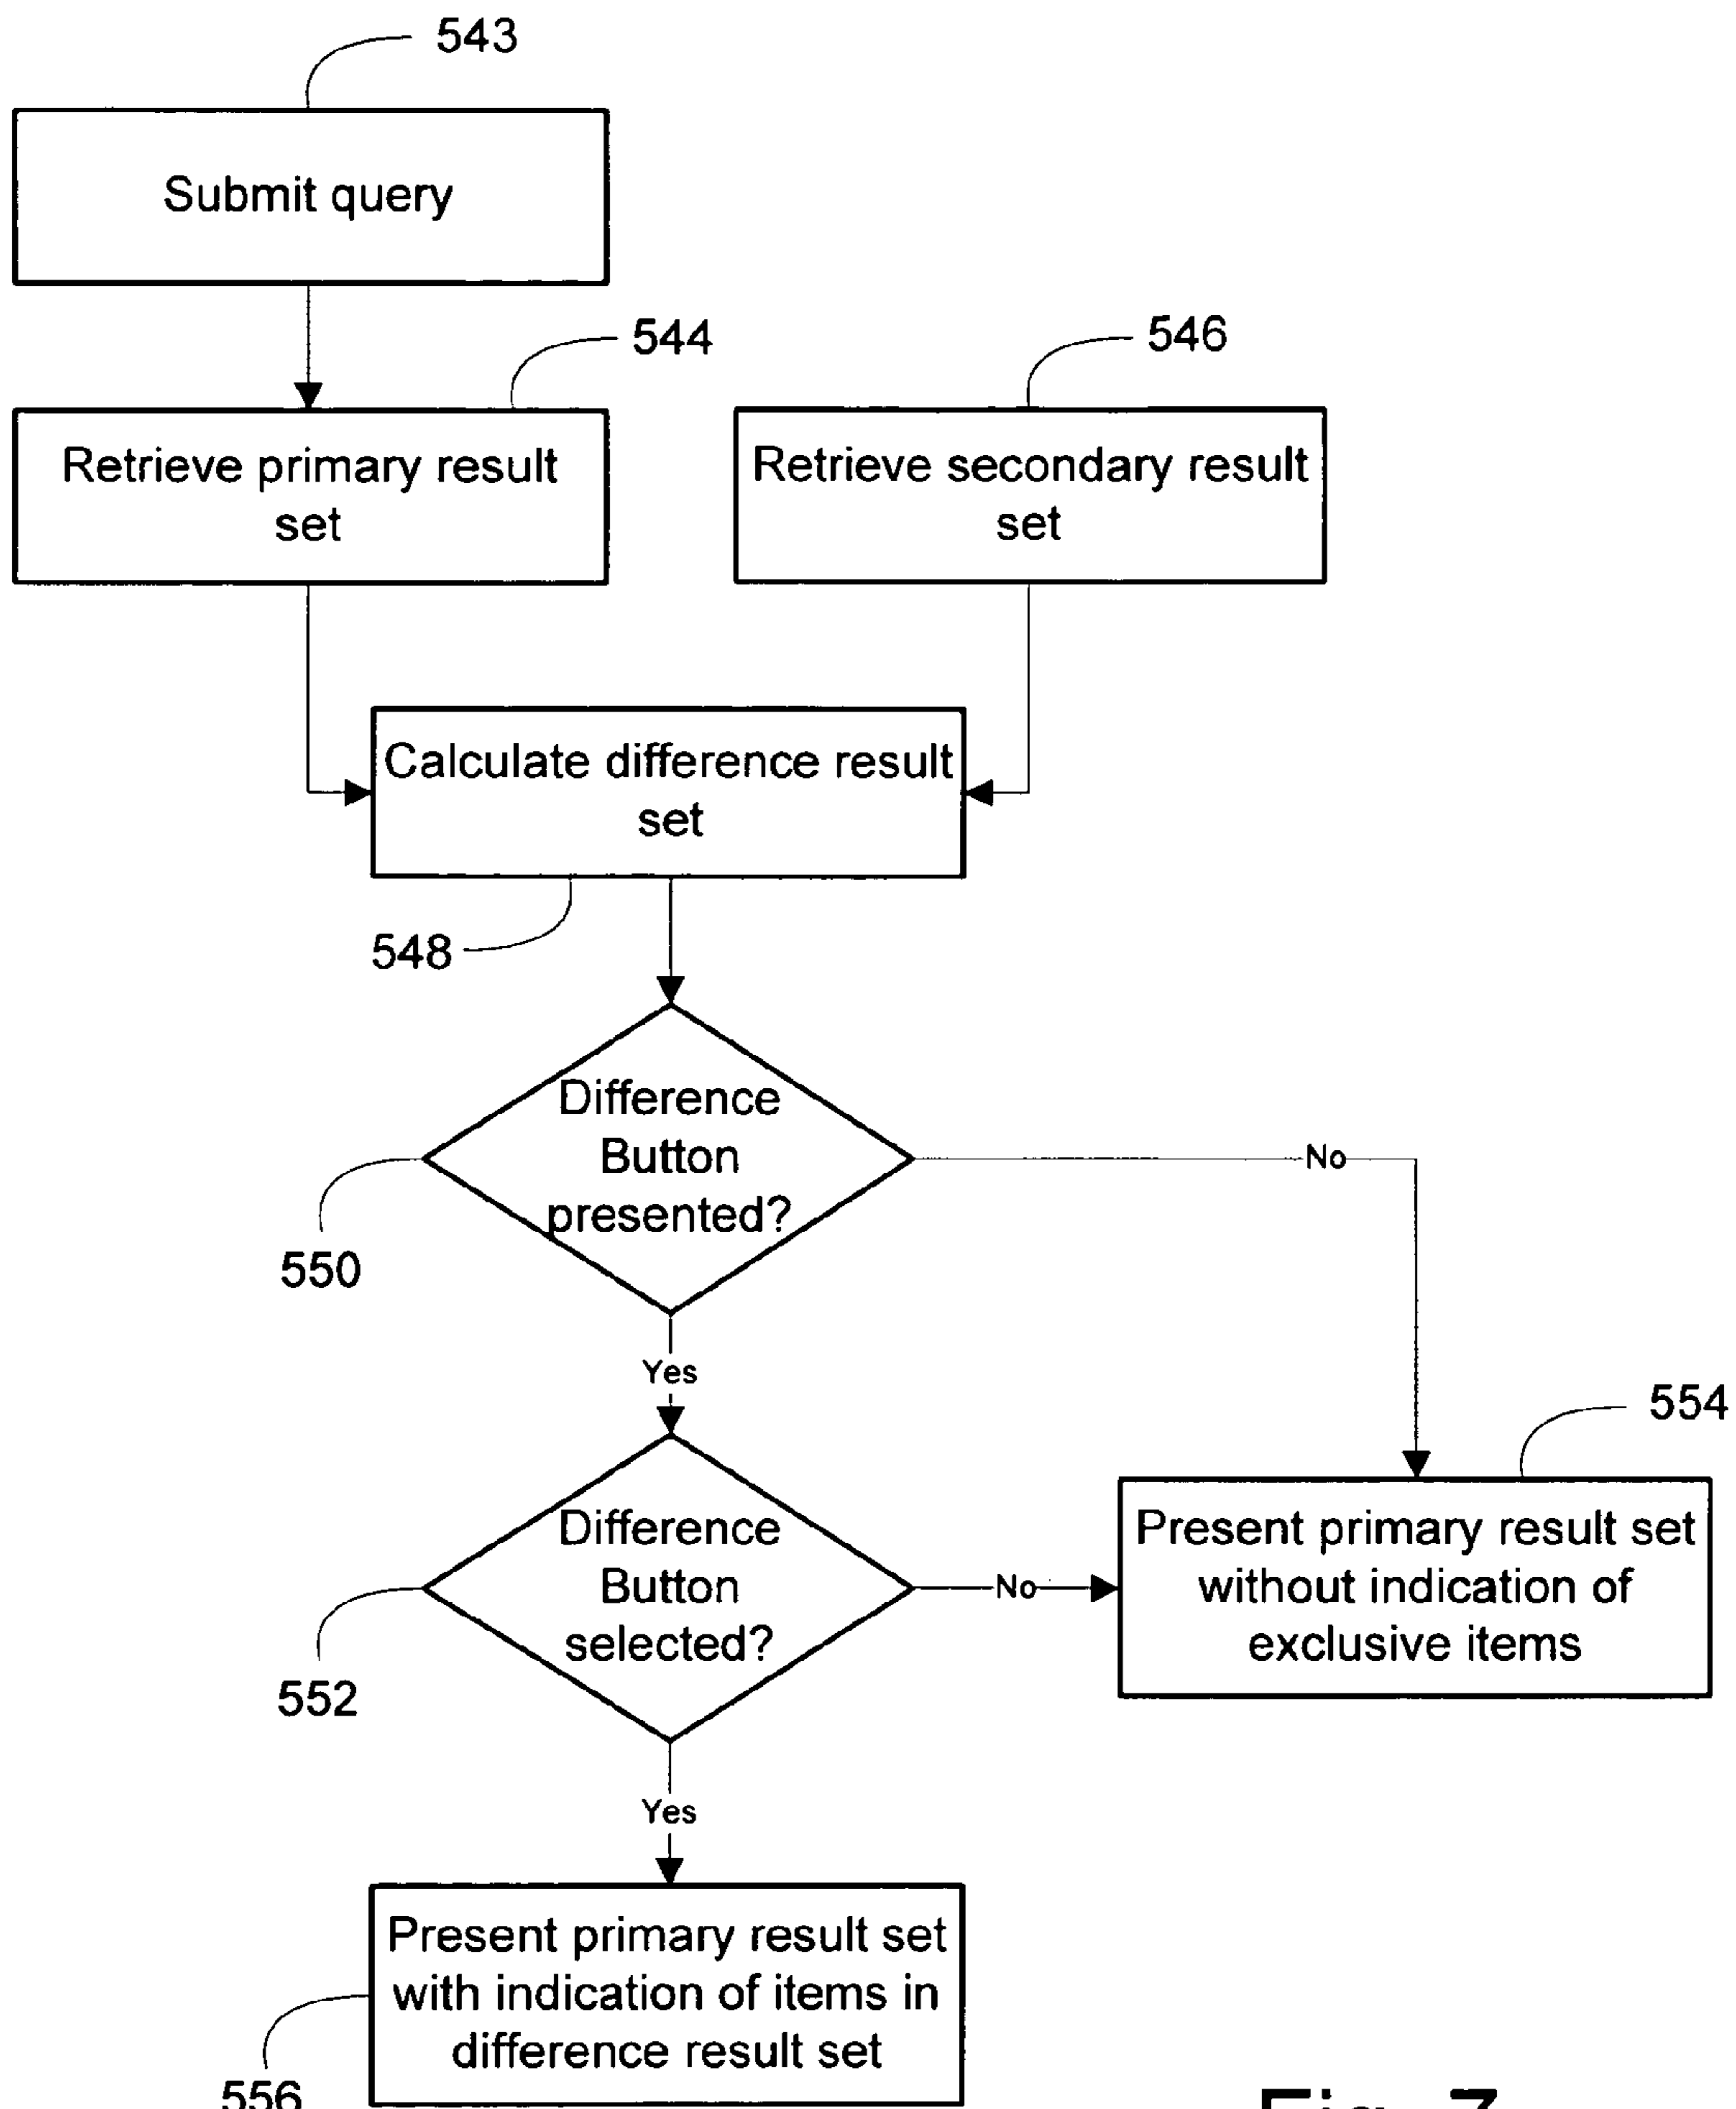 543
Submit query
544
546
Retrieve primary result
set
Retrieve secondary result
set
Calculate difference result
set
548
Difference
Button
presented?
No
550
Yes
554
Difference
Button
selected?
No
Present primary result set
without indication of
exclusive items
552
Yes
Present primary result set
with indication of items in
difference result set
556
Fig. 7